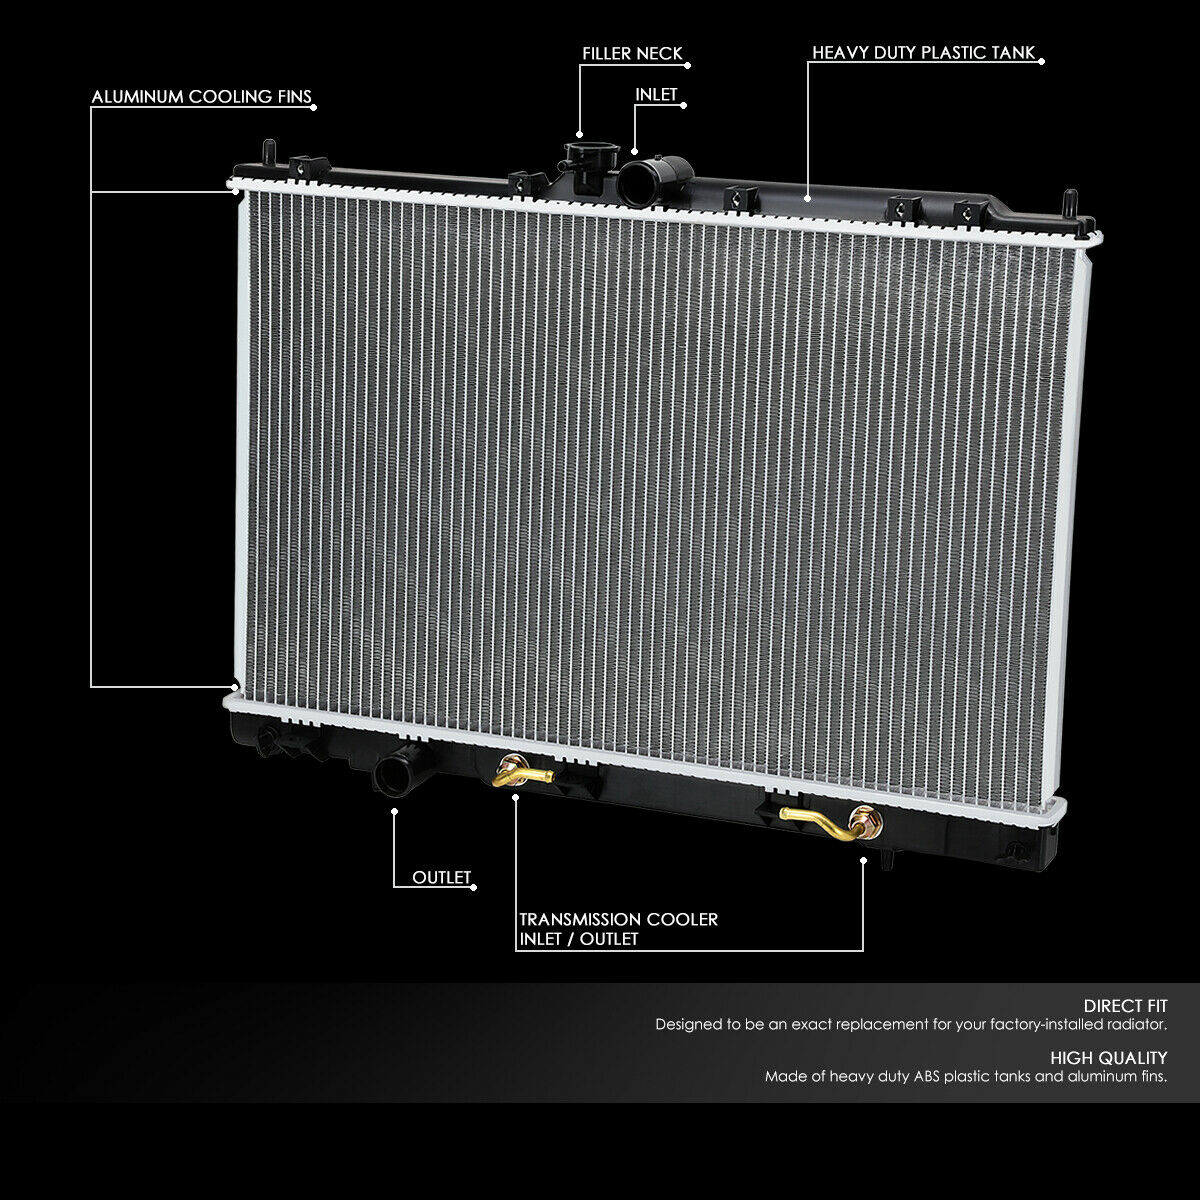 FILLER NECK
HEAVY DUTY PLASTIC TANK
ALUMINUM COOLING FINS
INLET
OUTLET
TRANSMISSION COOLER
INLET / OUTLET
DIRECT FIT
Designed to be an exact replacement for your factory-installed radiator.
HIGH QUALITY
Made of heavy duty ABS plastic tanks and aluminum fins.